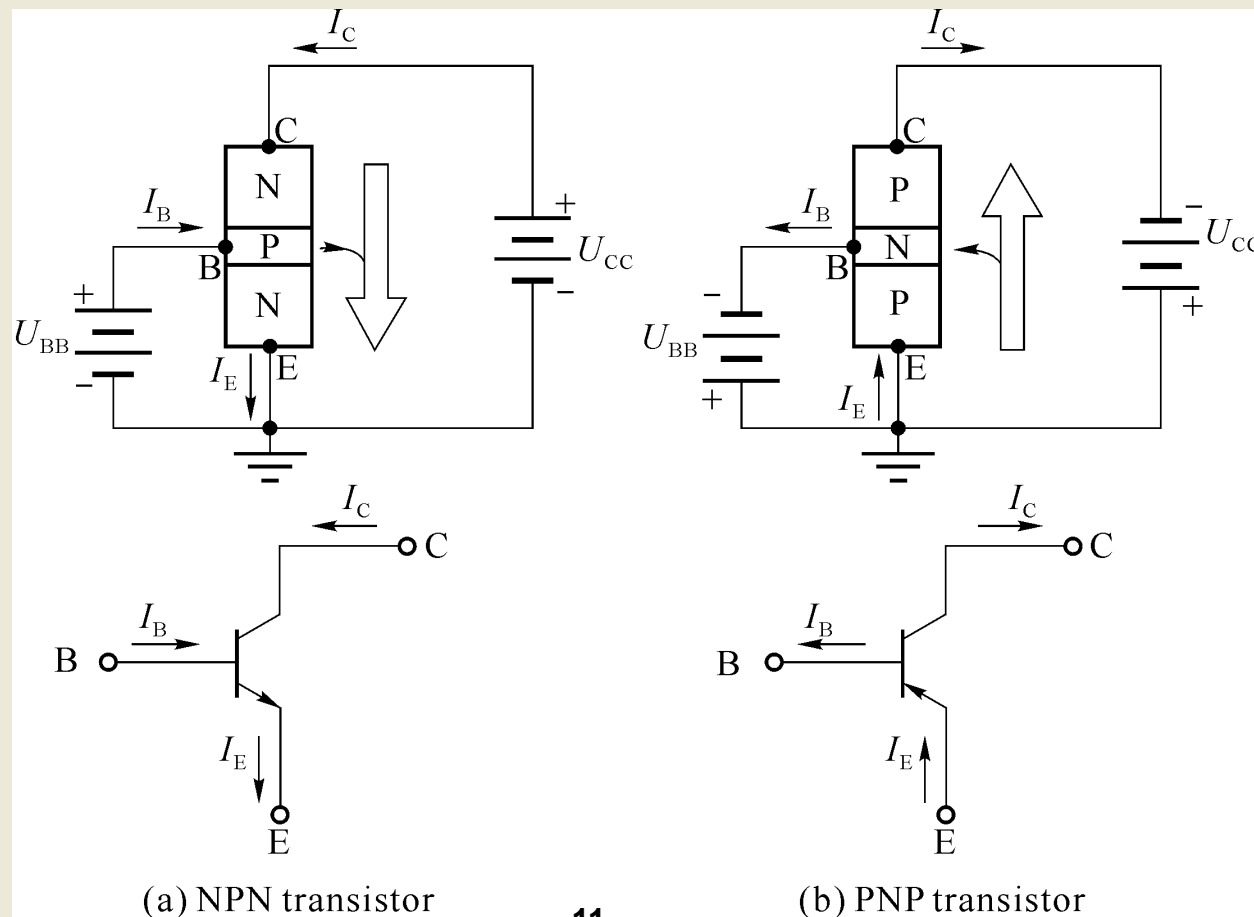 I_C
C
N
I_B
P
B
N
+
U_BB
−
I_E
E
+
U_CC
−
I_C
C
P
I_B
N
B
P
−
U_BB
+
I_E
E
−
U_CC
+
I_C
C
I_B
B
I_E
E
I_C
C
I_B
B
I_E
E
(a) NPN transistor
(b) PNP transistor
11